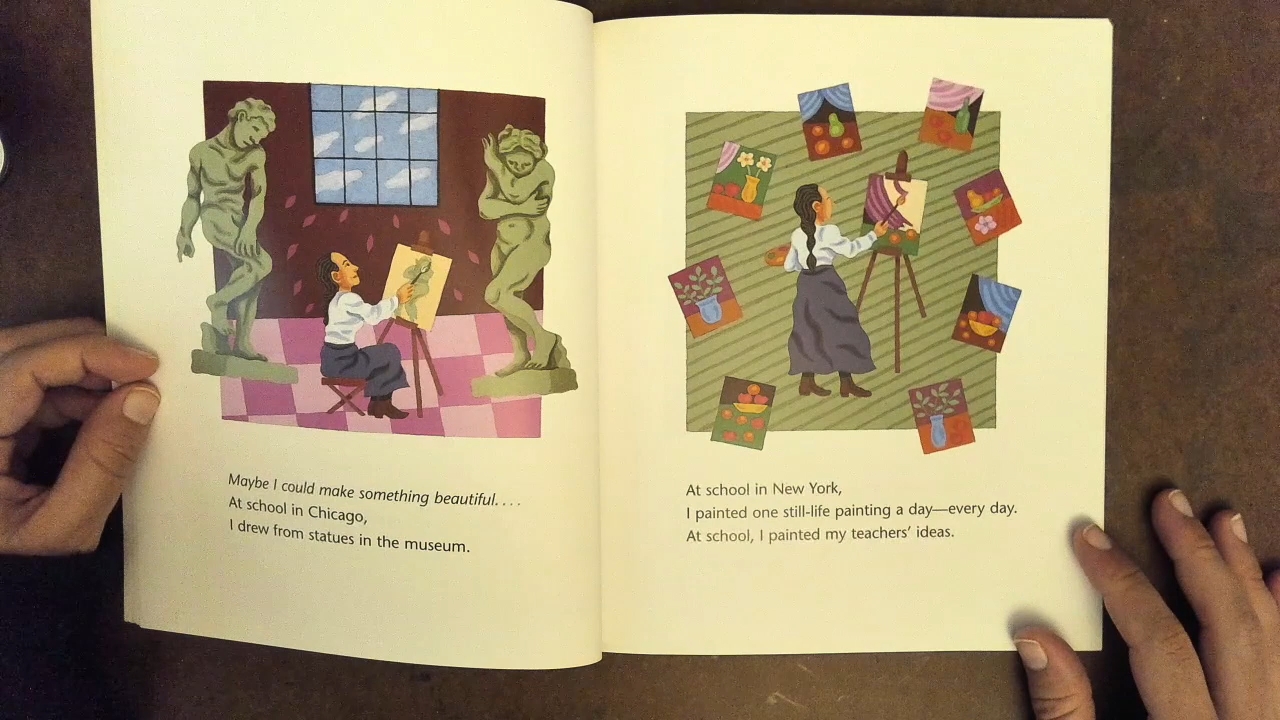 Maybe I could make something beautiful. . . .
At school in Chicago,
I drew from statues in the museum.
At school in New York,
I painted one still-life painting a day—every day.
At school, I painted my teachers’ ideas.